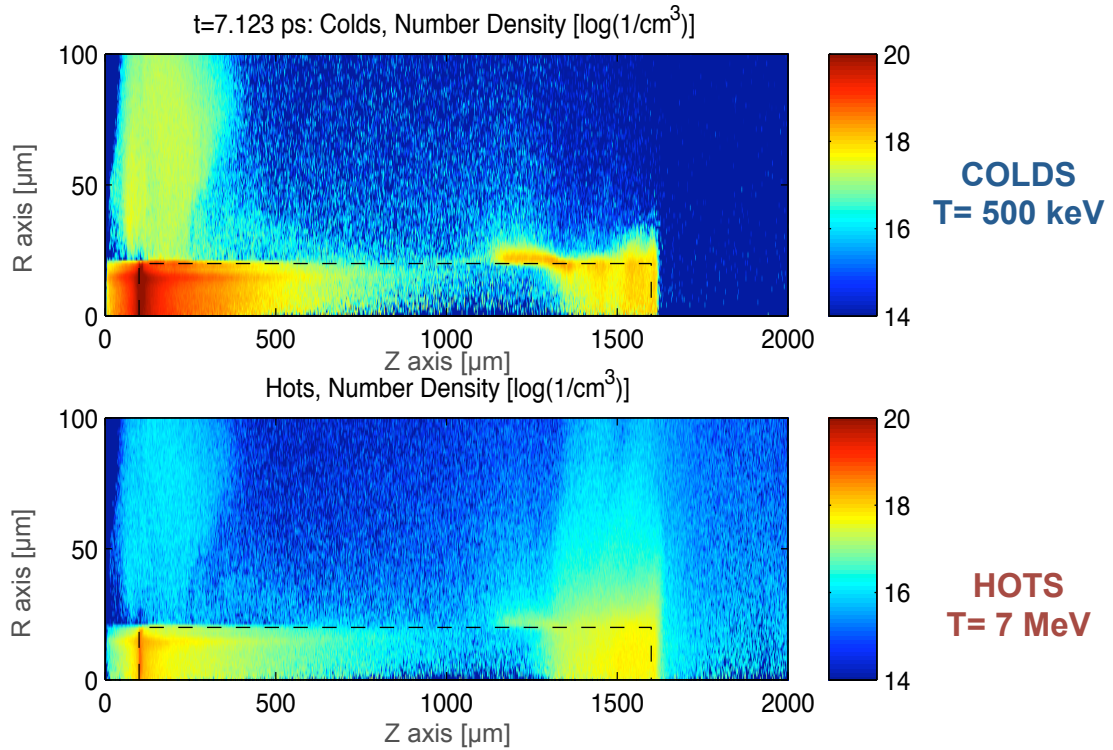 t=7.123 ps: Colds, Number Density [log(1/cm³)]
100
50
0
R axis [µm]
0 500 1000 1500 2000
Z axis [µm]
20
18
16
14
COLDS
T= 500 keV
Hots, Number Density [log(1/cm³)]
100
50
0
R axis [µm]
0 500 1000 1500 2000
Z axis [µm]
20
18
16
14
HOTS
T= 7 MeV